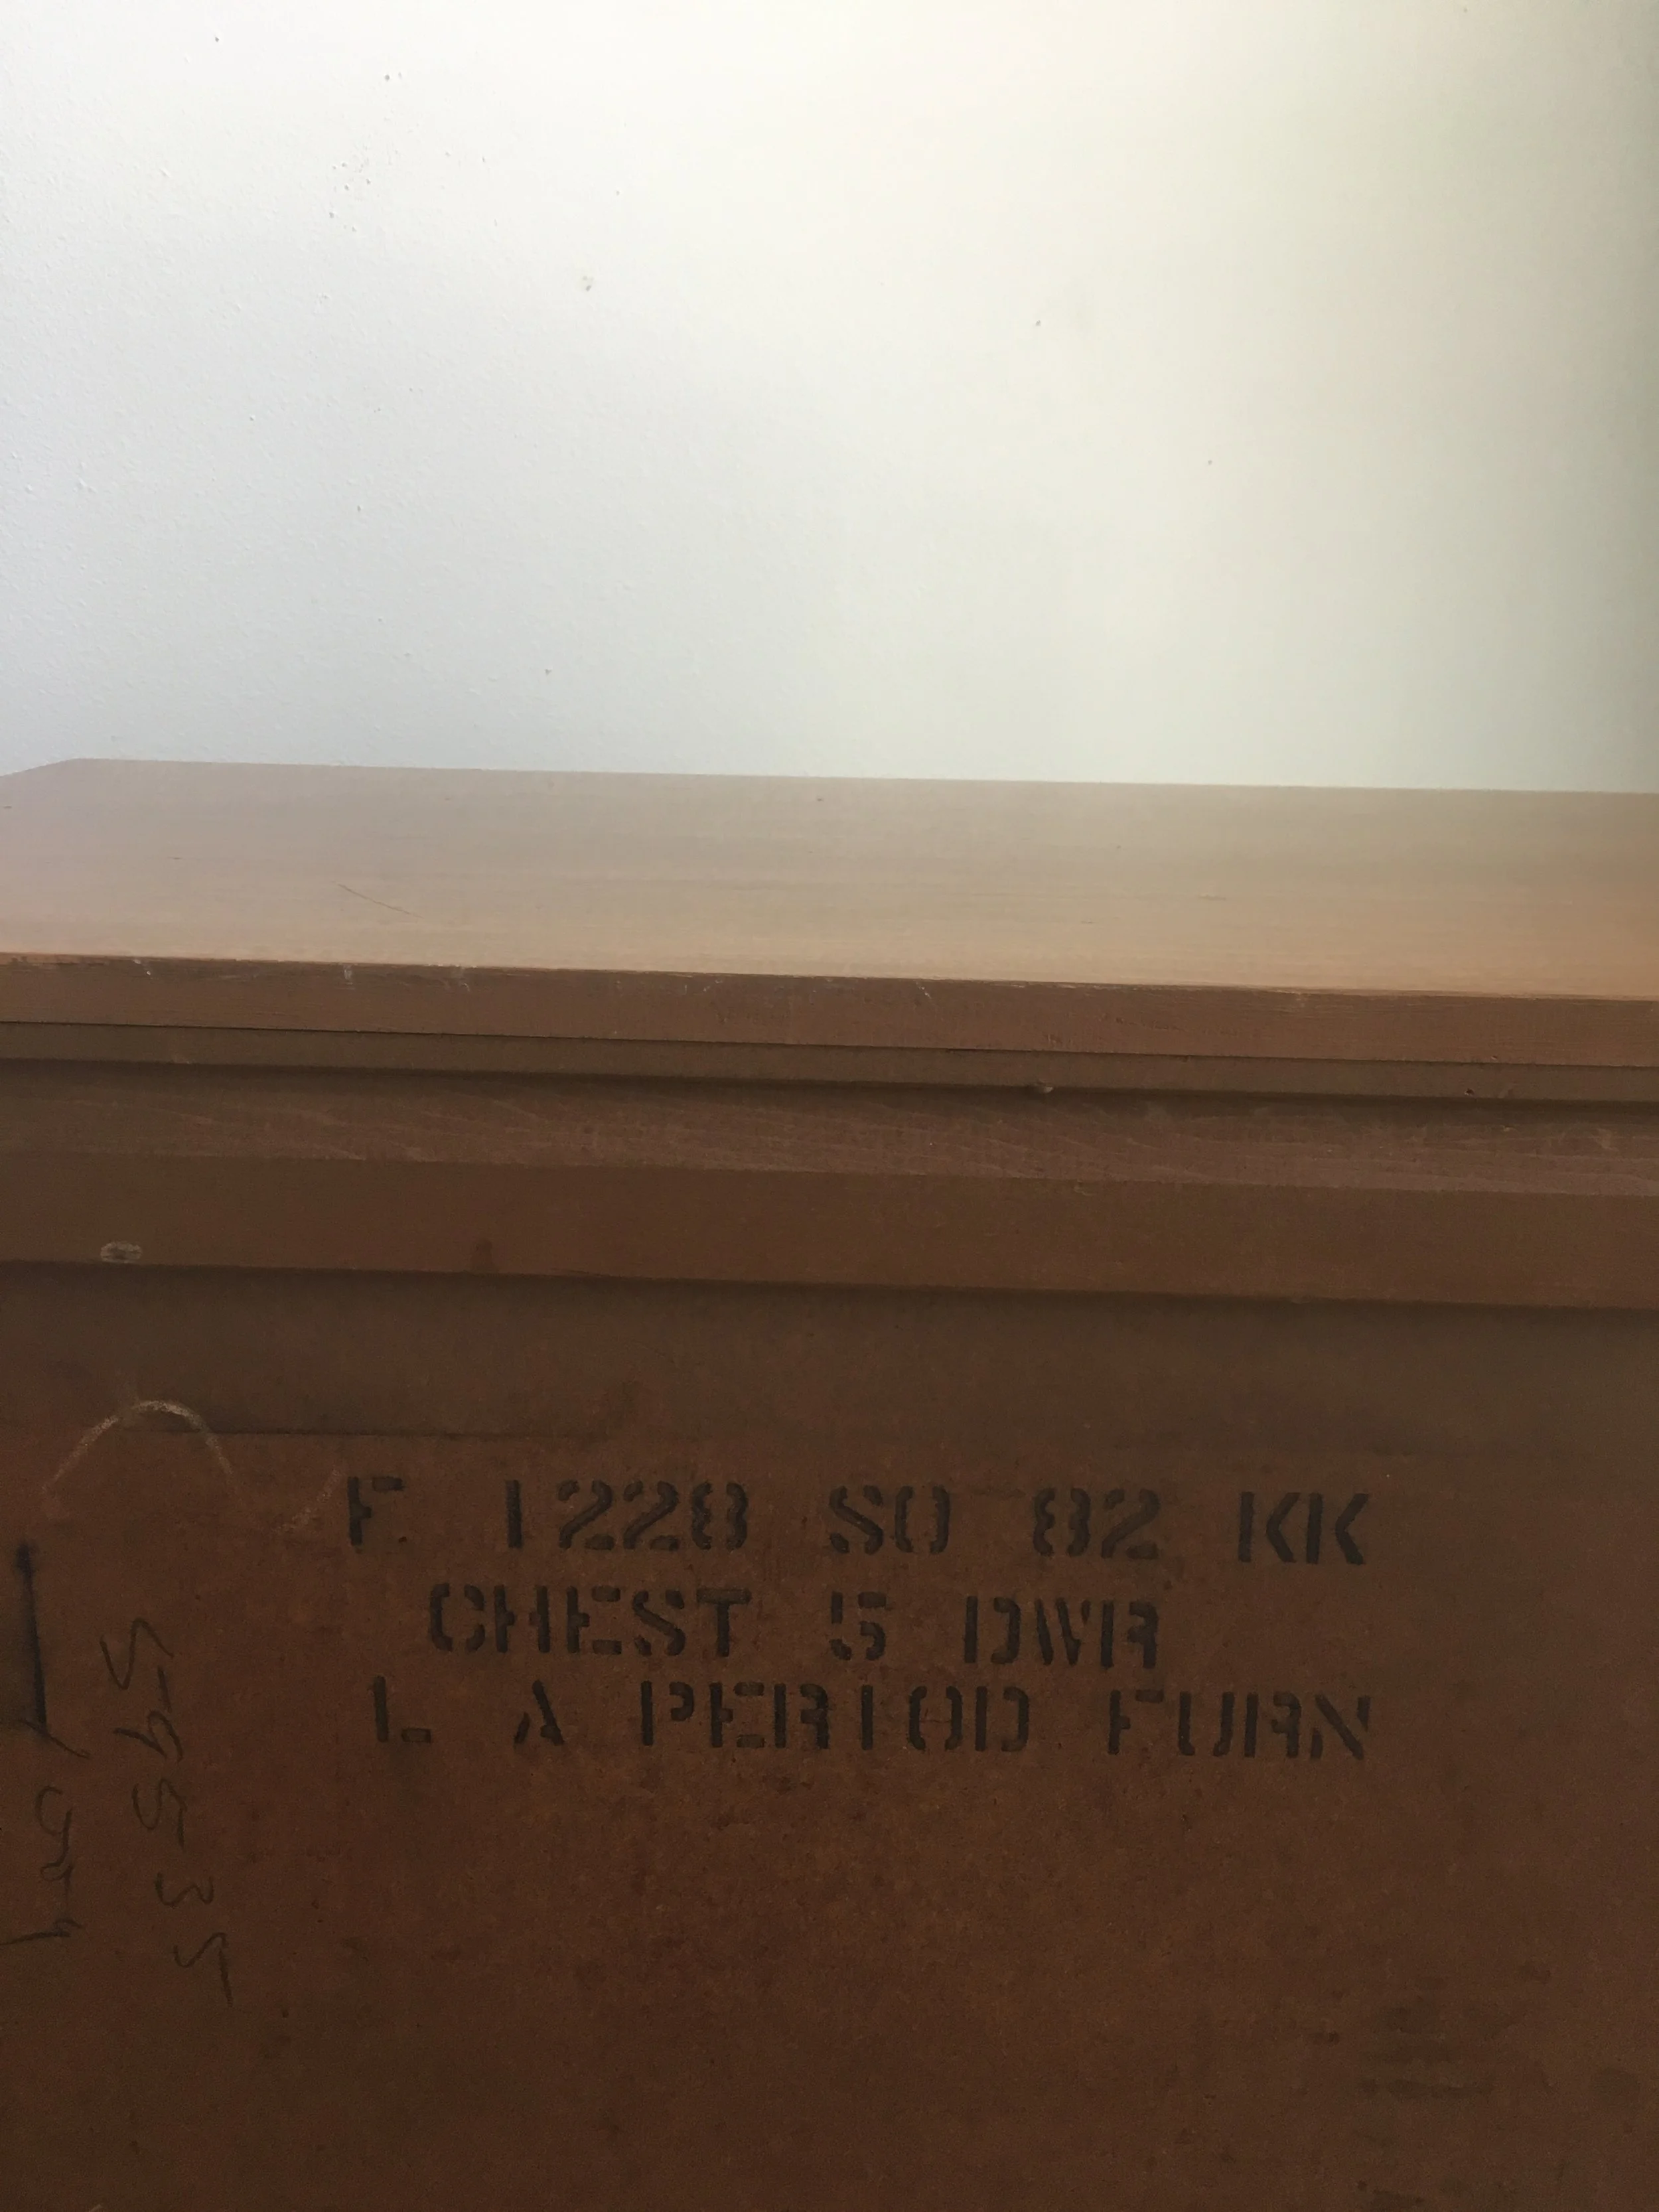 F 1228 SO 82 KK
CHEST 5 DWR
L A PERIOD FURN